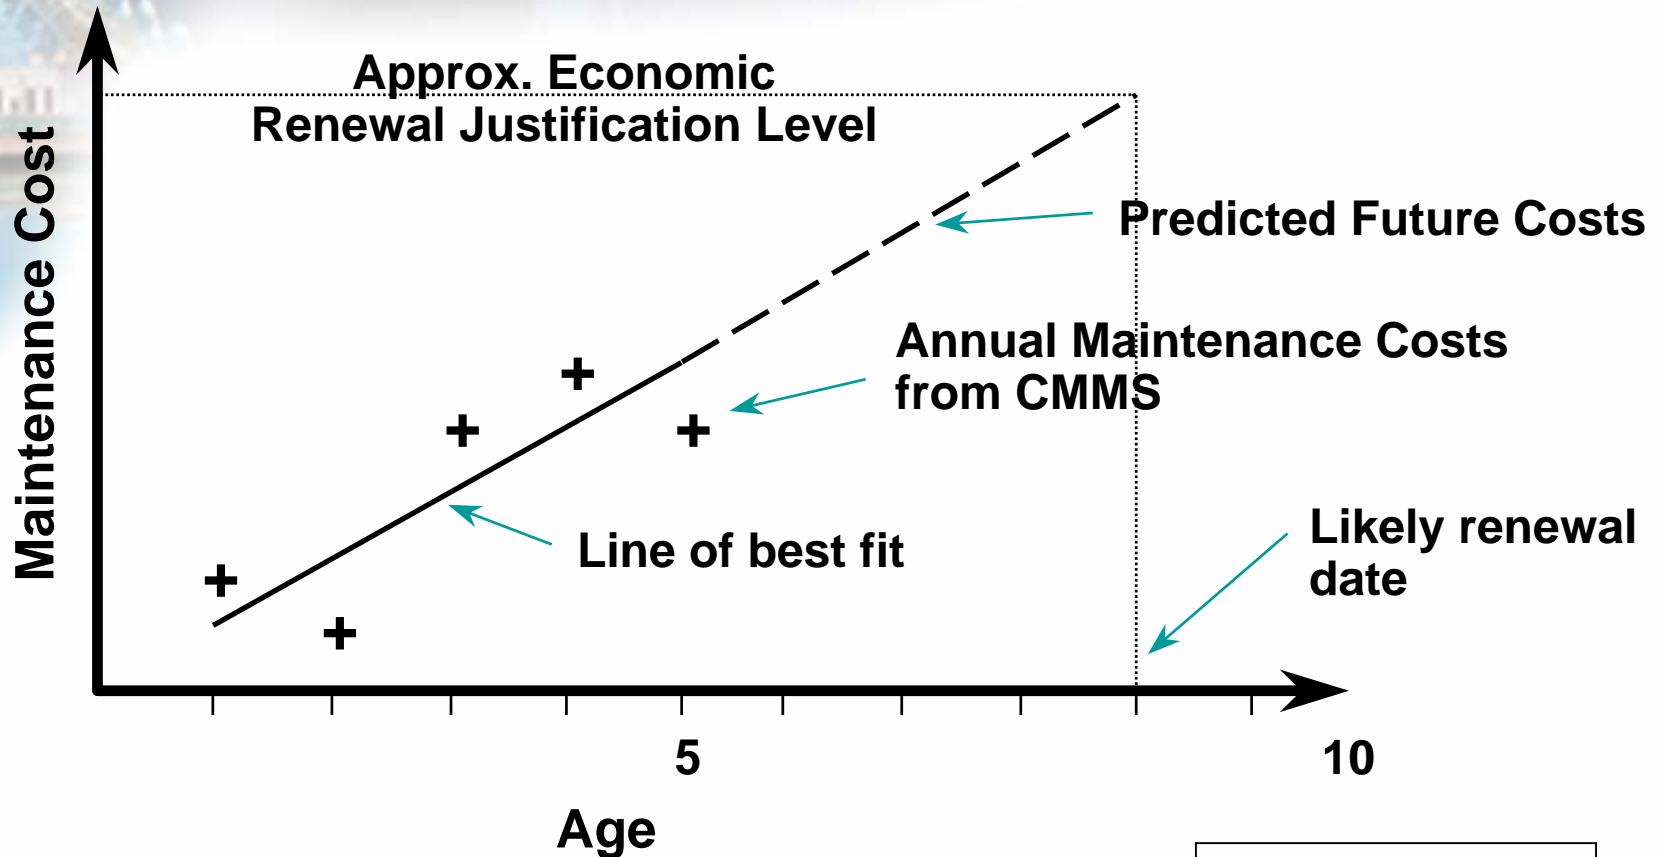 Approx. Economic
Renewal Justification Level
Maintenance Cost
Predicted Future Costs
Annual Maintenance Costs
from CMMS
Line of best fit
Likely renewal
date
5
10
Age